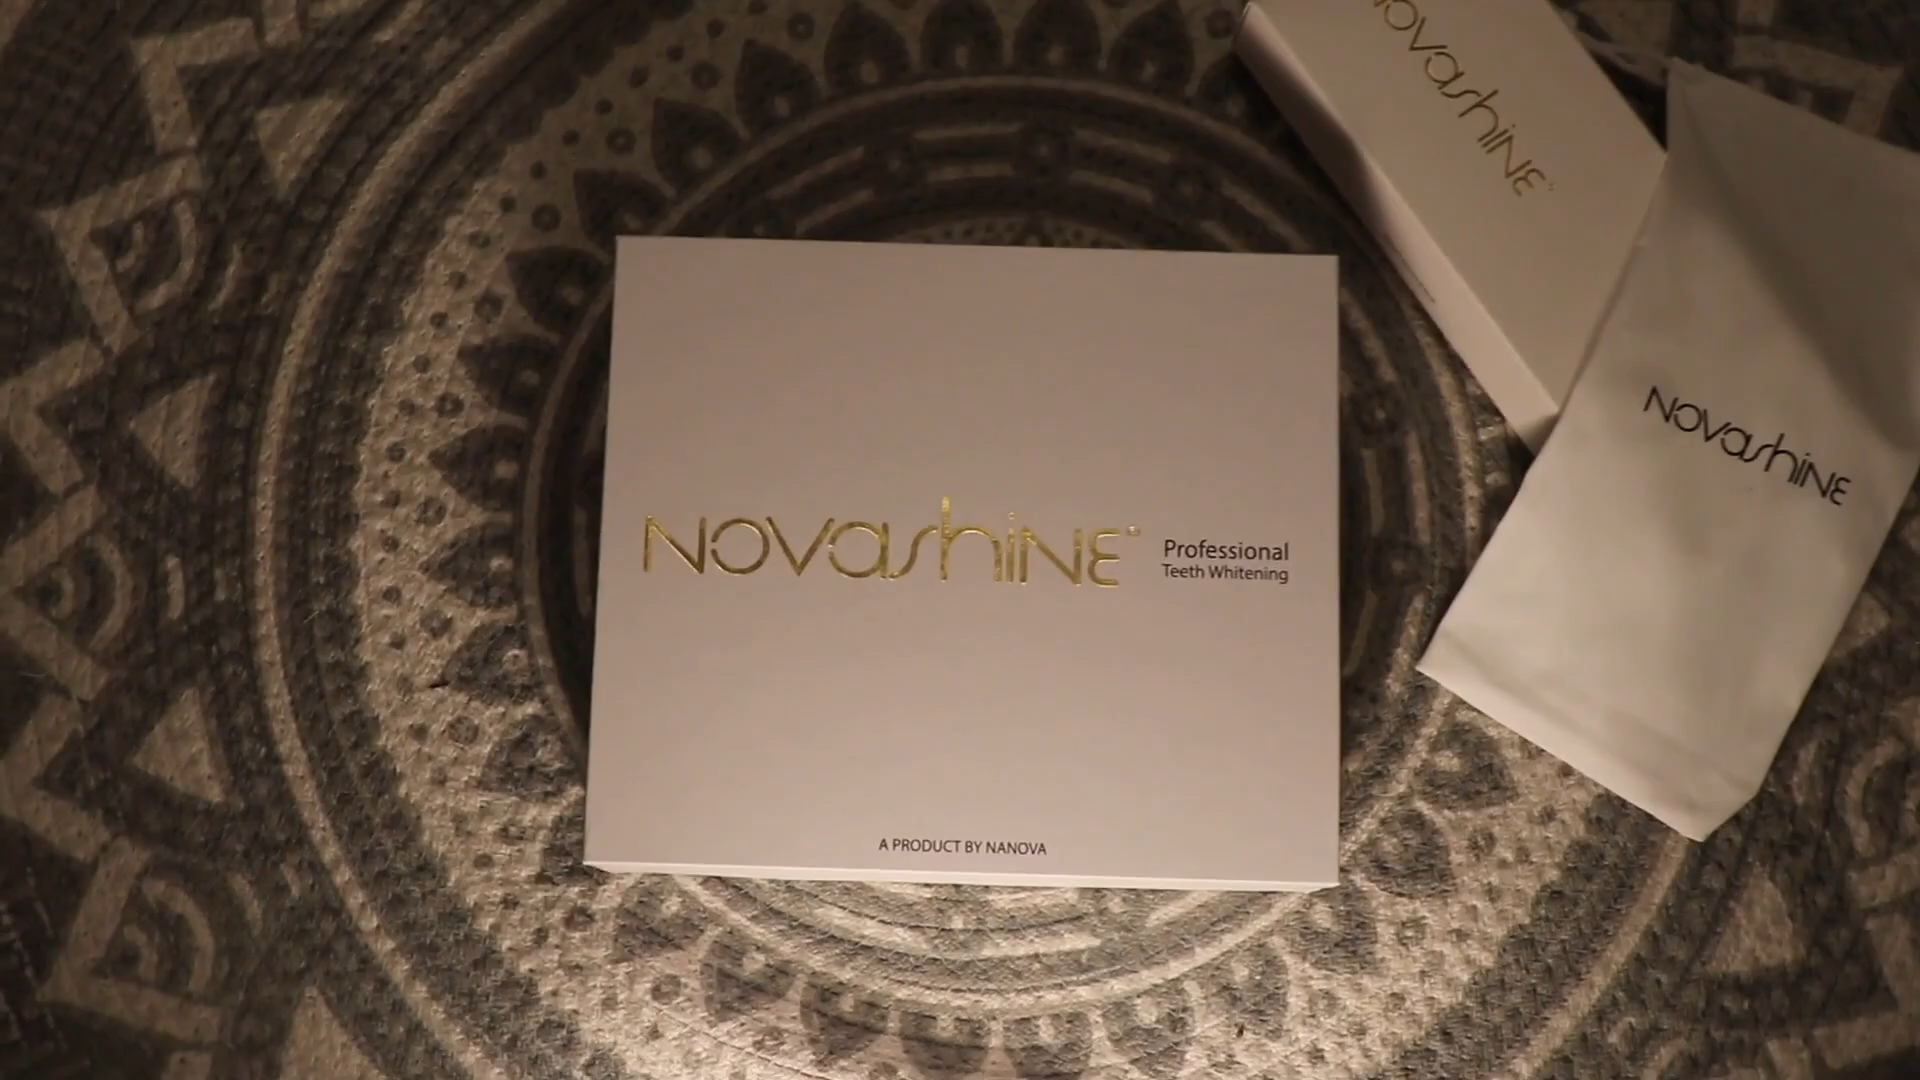 NOVAshiNE
NOVAshiNE
Professional
Teeth Whitening
NOVAshiNE
A PRODUCT BY NANOVA